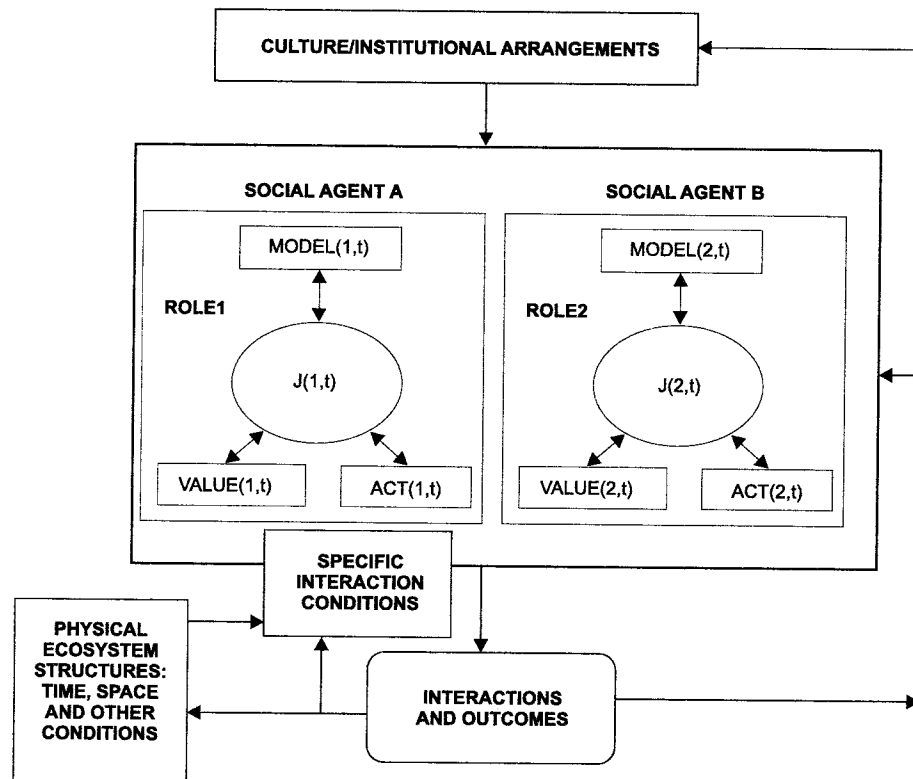 CULTURE/INSTITUTIONAL ARRANGEMENTS
SOCIAL AGENT A
SOCIAL AGENT B
MODEL(1,t)
MODEL(2,t)
ROLE1
ROLE2
J(1,t)
J(2,t)
VALUE(1,t)
ACT(1,t)
VALUE(2,t)
ACT(2,t)
SPECIFIC
INTERACTION
CONDITIONS
PHYSICAL
ECOSYSTEM
STRUCTURES:
TIME, SPACE
AND OTHER
CONDITIONS
INTERACTIONS
AND OUTCOMES